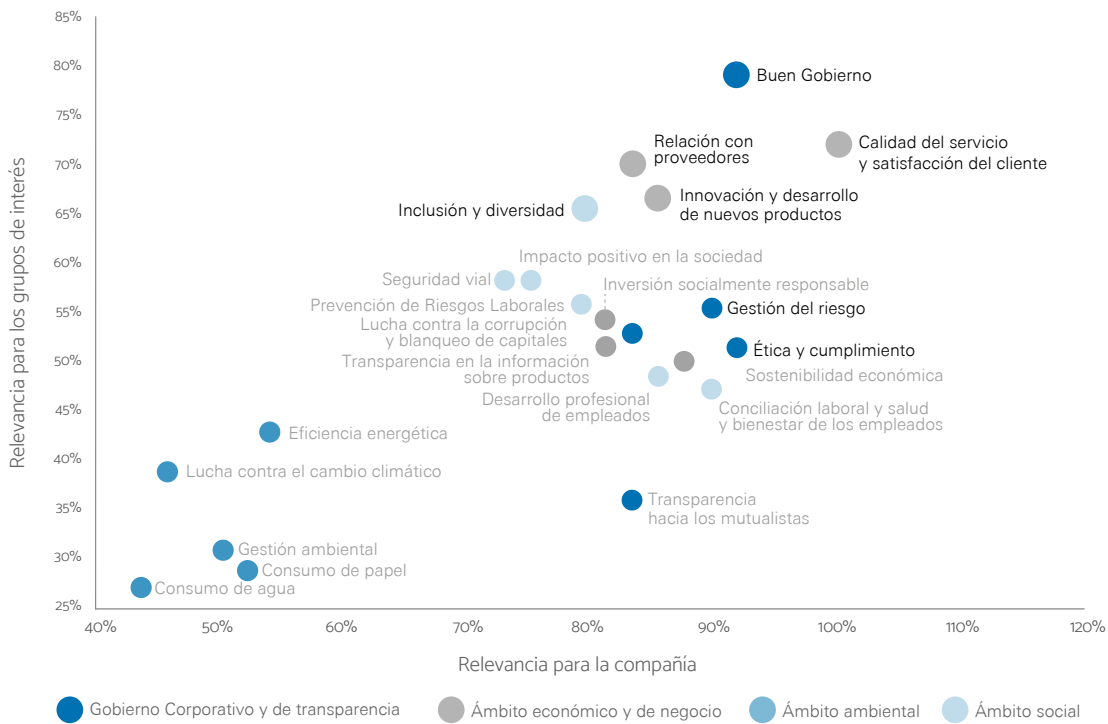 85%
80%
75%
70%
65%
60%
55%
50%
45%
40%
35%
30%
25%
Relevancia para los grupos de interés
Buen Gobierno
Relación con
proveedores
Calidad del servicio
y satisfacción del cliente
Innovación y desarrollo
de nuevos productos
Inclusión y diversidad
Impacto positivo en la sociedad
Seguridad vial
Inversión socialmente responsable
Prevención de Riesgos Laborales
Gestión del riesgo
Lucha contra la corrupción
y blanqueo de capitales
Ética y cumplimiento
Transparencia en la información
sobre productos
Sostenibilidad económica
Desarrollo profesional
de empleados
Conciliación laboral y salud
y bienestar de los empleados
Eficiencia energética
Lucha contra el cambio climático
Transparencia
hacia los mutualistas
Gestión ambiental
Consumo de papel
Consumo de agua
40%
50%
60%
70%
80%
90%
100%
110%
120%
Relevancia para la compañía
Gobierno Corporativo y de transparencia
Ámbito económico y de negocio
Ámbito ambiental
Ámbito social